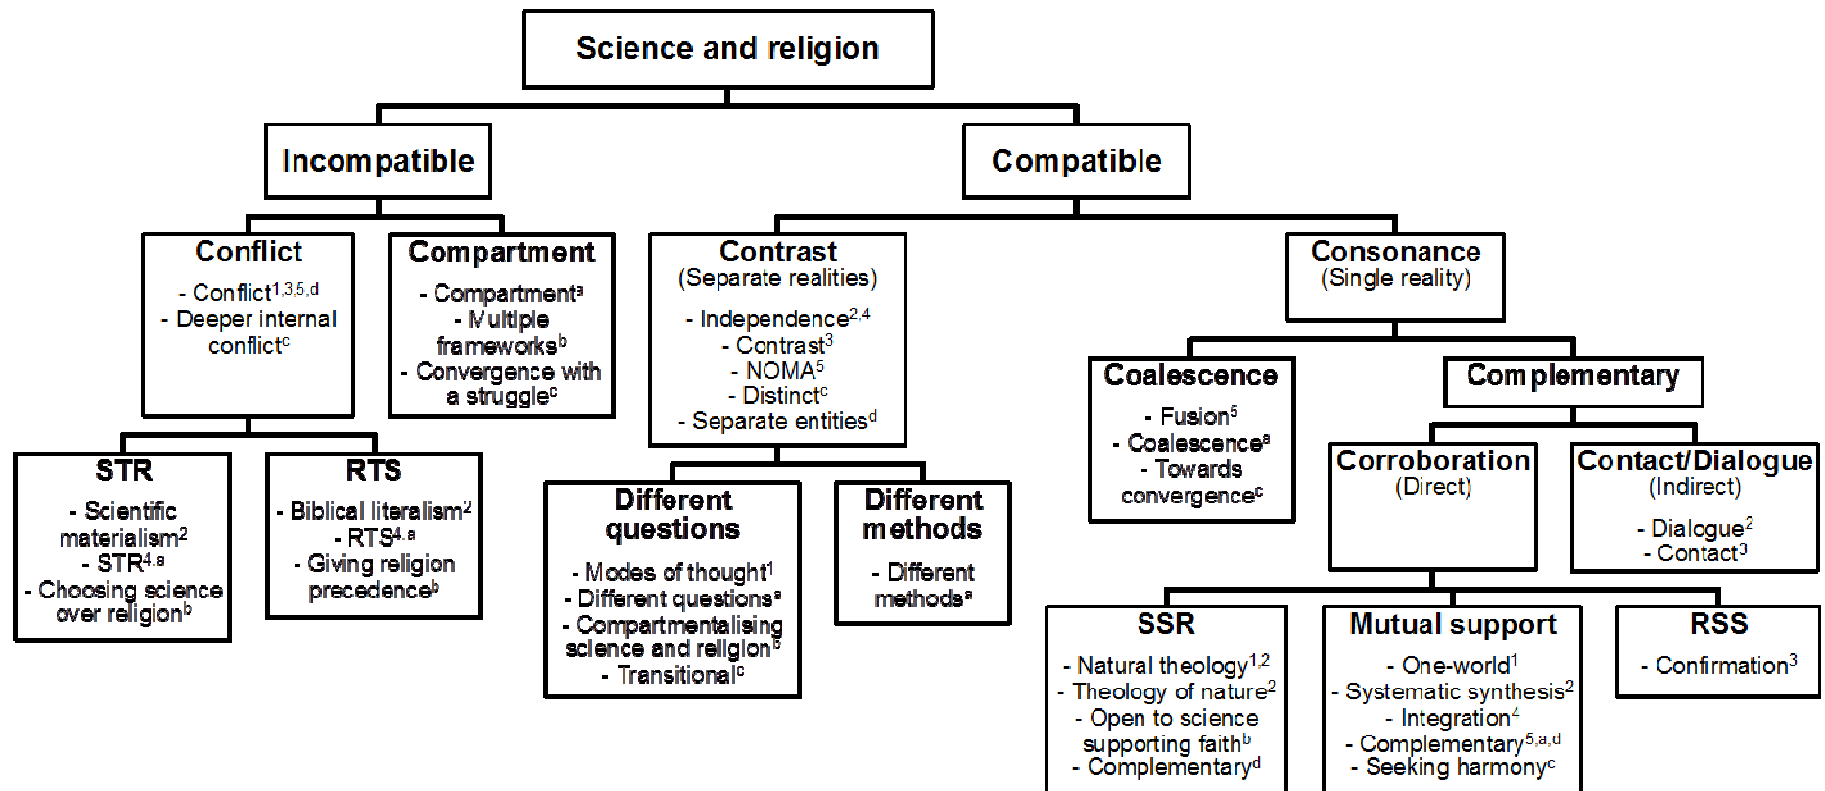 Science and religion
Incompatible
Compatible
Conflict
- Conflict1,3,5,d
- Deeper internal
conflictc
Compartment
- Compartmenta
- Multiple
frameworksb
- Convergence with
a strugglec
Contrast
(Separate realities)
- Independence2,4
- Contrast3
- NOMA5
- Distinctc
- Separate entitiesd
Consonance
(Single reality)
STR
- Scientific
materialism2
- STR4,a
- Choosing science
over religionb
RTS
- Biblical literalism2
- RTS4,a
- Giving religion
precedenceb
Different
questions
- Modes of thought1
- Different questionsa
- Compartmentalising
science and religionb
- Transitionalc
Different
methods
- Different
methodsa
Coalescence
- Fusion5
- Coalescencea
- Towards
convergencec
Complementary
Corroboration
(Direct)
Contact/Dialogue
(Indirect)
- Dialogue2
- Contact3
SSR
- Natural theology1,2
- Theology of nature2
- Open to science
supporting faithb
- Complementaryd
Mutual support
- One-world1
- Systematic synthesis2
- Integration4
- Complementary5,a,d
- Seeking harmonyc
RSS
- Confirmation3